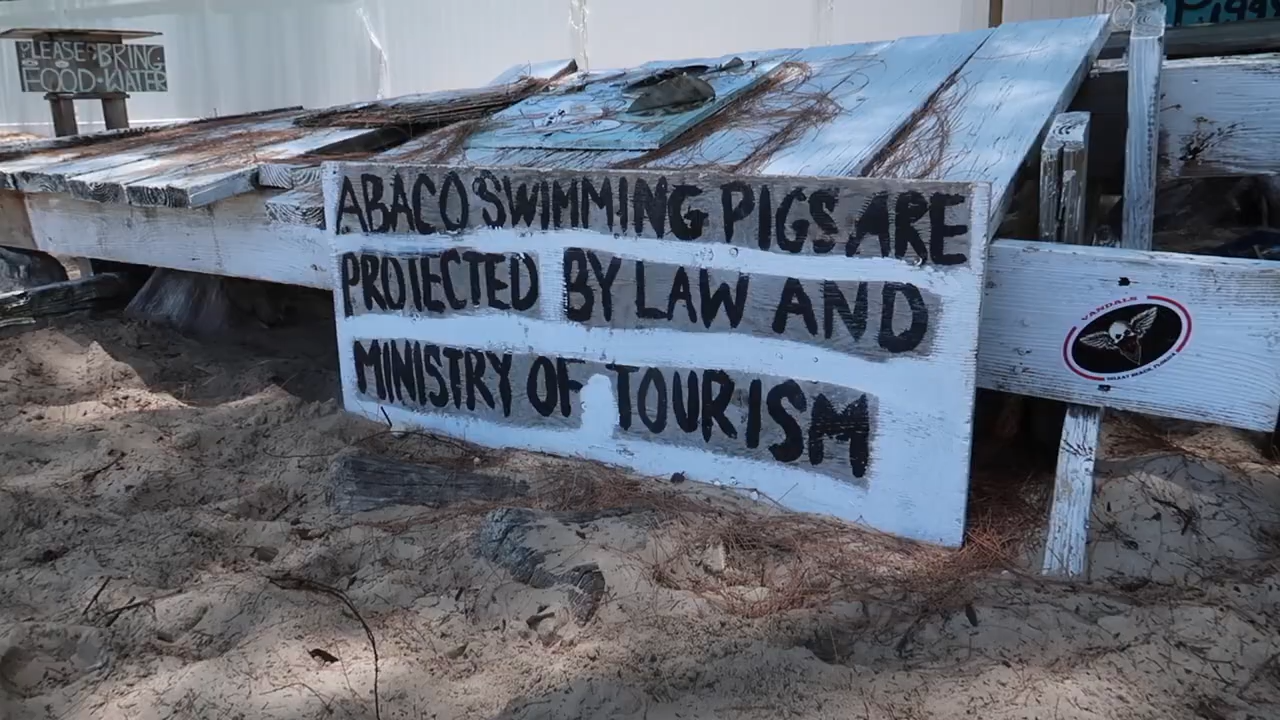 PLEASE BRING
FOOD + WATER
ABACO SWIMMING PIGS ARE
PROTECTED BY LAW AND
MINISTRY OF TOURISM
VANDALS